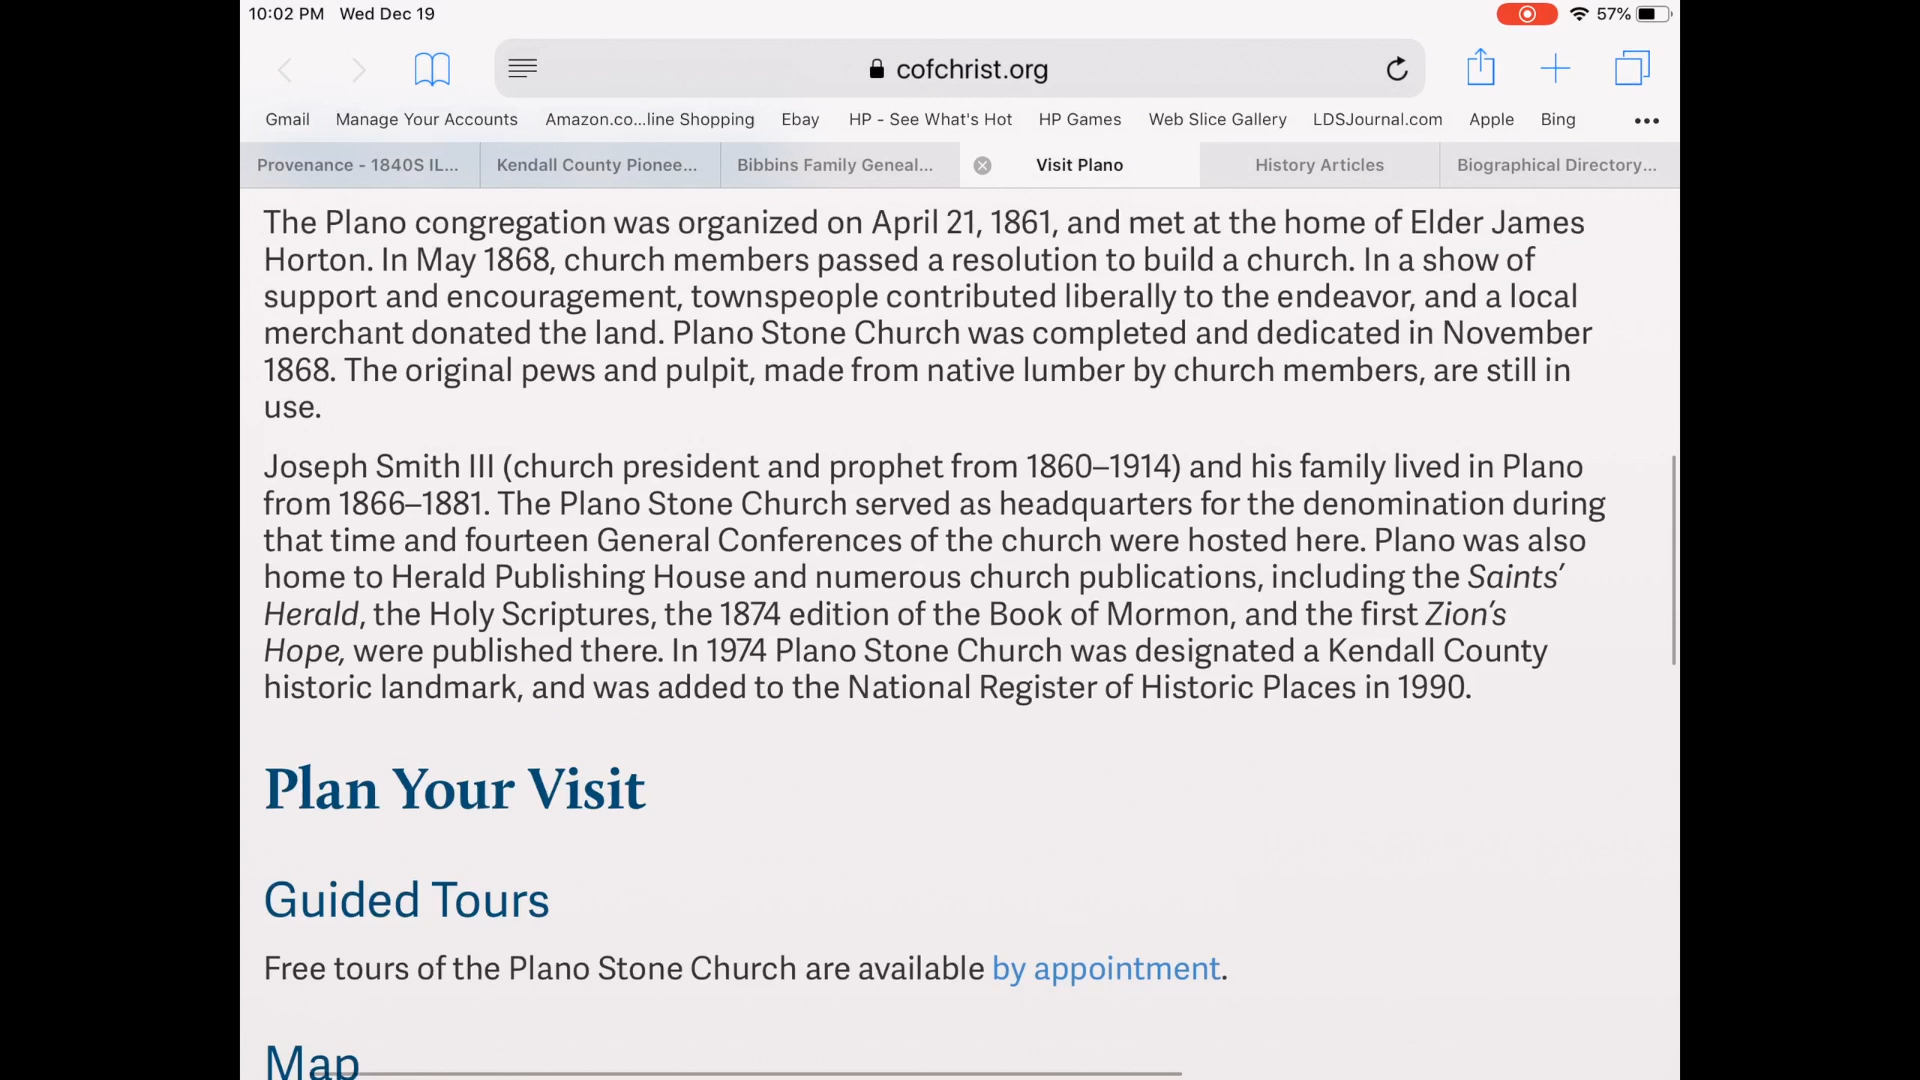 10:02 PM Wed Dec 19
57%
cofchrist.org
Gmail Manage Your Accounts Amazon.co...line Shopping Ebay HP - See What's Hot HP Games Web Slice Gallery LDSJournal.com Apple Bing •••
Provenance - 1840S IL... Kendall County Pionee... Bibbins Family Geneal... Visit Plano History Articles Biographical Directory...
The Plano congregation was organized on April 21, 1861, and met at the home of Elder James
Horton. In May 1868, church members passed a resolution to build a church. In a show of
support and encouragement, townspeople contributed liberally to the endeavor, and a local
merchant donated the land. Plano Stone Church was completed and dedicated in November
1868. The original pews and pulpit, made from native lumber by church members, are still in
use.
Joseph Smith III (church president and prophet from 1860–1914) and his family lived in Plano
from 1866–1881. The Plano Stone Church served as headquarters for the denomination during
that time and fourteen General Conferences of the church were hosted here. Plano was also
home to Herald Publishing House and numerous church publications, including the Saints’
Herald, the Holy Scriptures, the 1874 edition of the Book of Mormon, and the first Zion’s
Hope, were published there. In 1974 Plano Stone Church was designated a Kendall County
historic landmark, and was added to the National Register of Historic Places in 1990.
Plan Your Visit
Guided Tours
Free tours of the Plano Stone Church are available by appointment.
Map